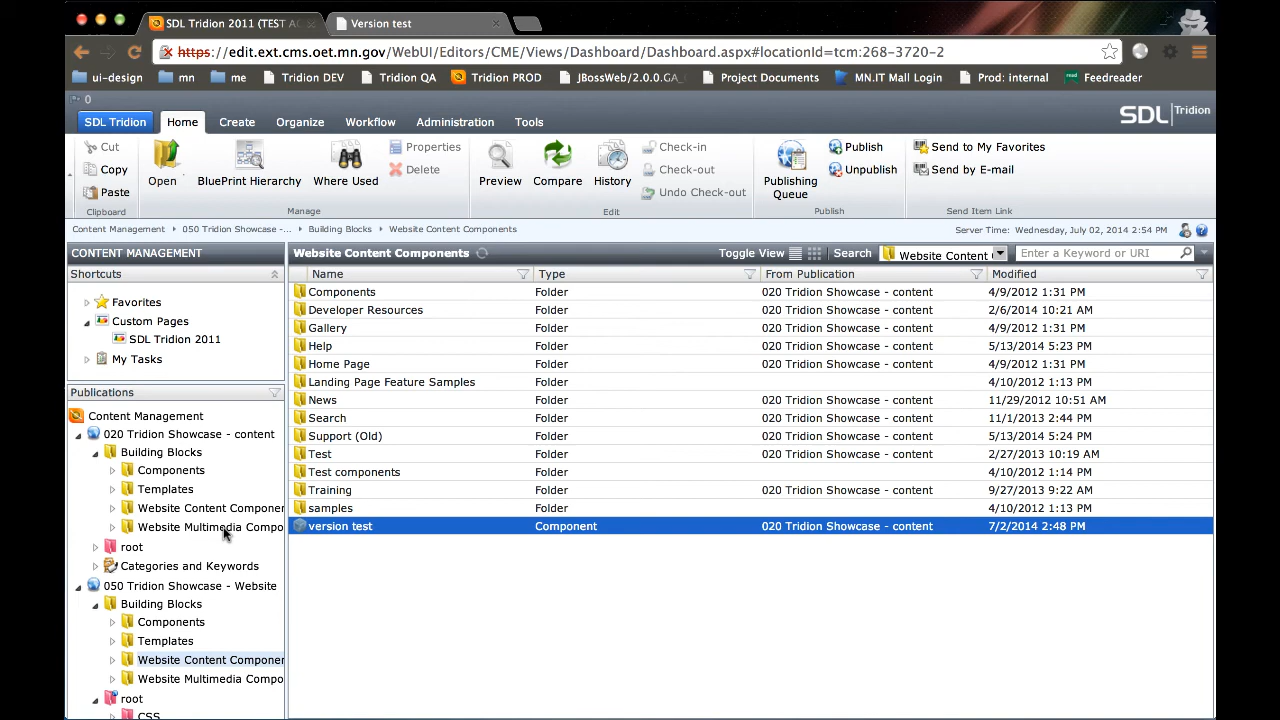 SDL Tridion 2011 (TEST AC
Version test
https://edit.ext.cms.oet.mn.gov/WebUI/Editors/CME/Views/Dashboard/Dashboard.aspx#locationId=tcm:268-3720-2
ui-design mn me Tridion DEV Tridion QA Tridion PROD JBossWeb/2.0.0.GA_ Project Documents MN.IT Mall Login Prod: internal Feedreader
0
SDL Tridion Home Create Organize Workflow Administration Tools SDL Tridion
Cut Copy Paste Clipboard
Open BluePrint Hierarchy Where Used Properties Delete Manage
Preview Compare History Check-in Check-out Undo Check-out Edit
Publishing Queue Publish Unpublish Publish
Send to My Favorites Send by E-mail Send Item Link
Content Management 050 Tridion Showcase -... Building Blocks Website Content Components Server Time: Wednesday, July 02, 2014 2:54 PM
CONTENT MANAGEMENT
Shortcuts
Favorites
Custom Pages
SDL Tridion 2011
My Tasks
Publications
Content Management
020 Tridion Showcase - content
Building Blocks
Components
Templates
Website Content Componen
Website Multimedia Compo
root
Categories and Keywords
050 Tridion Showcase - Website
Building Blocks
Components
Templates
Website Content Componen
Website Multimedia Compo
root
CSS
Website Content Components Toggle View Search Website Content ( Enter a Keyword or URI
Name Type From Publication Modified
Components Folder 020 Tridion Showcase - content 4/9/2012 1:31 PM
Developer Resources Folder 020 Tridion Showcase - content 2/6/2014 10:21 AM
Gallery Folder 020 Tridion Showcase - content 4/9/2012 1:31 PM
Help Folder 020 Tridion Showcase - content 5/13/2014 5:23 PM
Home Page Folder 020 Tridion Showcase - content 4/9/2012 1:31 PM
Landing Page Feature Samples Folder 4/10/2012 1:13 PM
News Folder 020 Tridion Showcase - content 11/29/2012 10:51 AM
Search Folder 020 Tridion Showcase - content 11/1/2013 2:44 PM
Support (Old) Folder 020 Tridion Showcase - content 5/13/2014 5:24 PM
Test Folder 020 Tridion Showcase - content 2/27/2013 10:19 AM
Test components Folder 4/10/2012 1:14 PM
Training Folder 020 Tridion Showcase - content 9/27/2013 9:22 AM
samples Folder 4/10/2012 1:14 PM
version test Component 020 Tridion Showcase - content 7/2/2014 2:48 PM